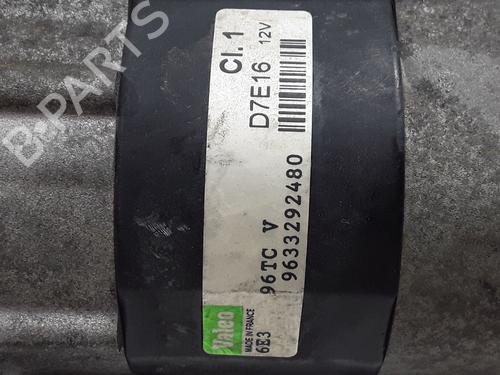 Cl. 1
D7E16 12V
96TC V
9633292480
Valeo
MADE IN FRANCE
6E3
B-PARTS